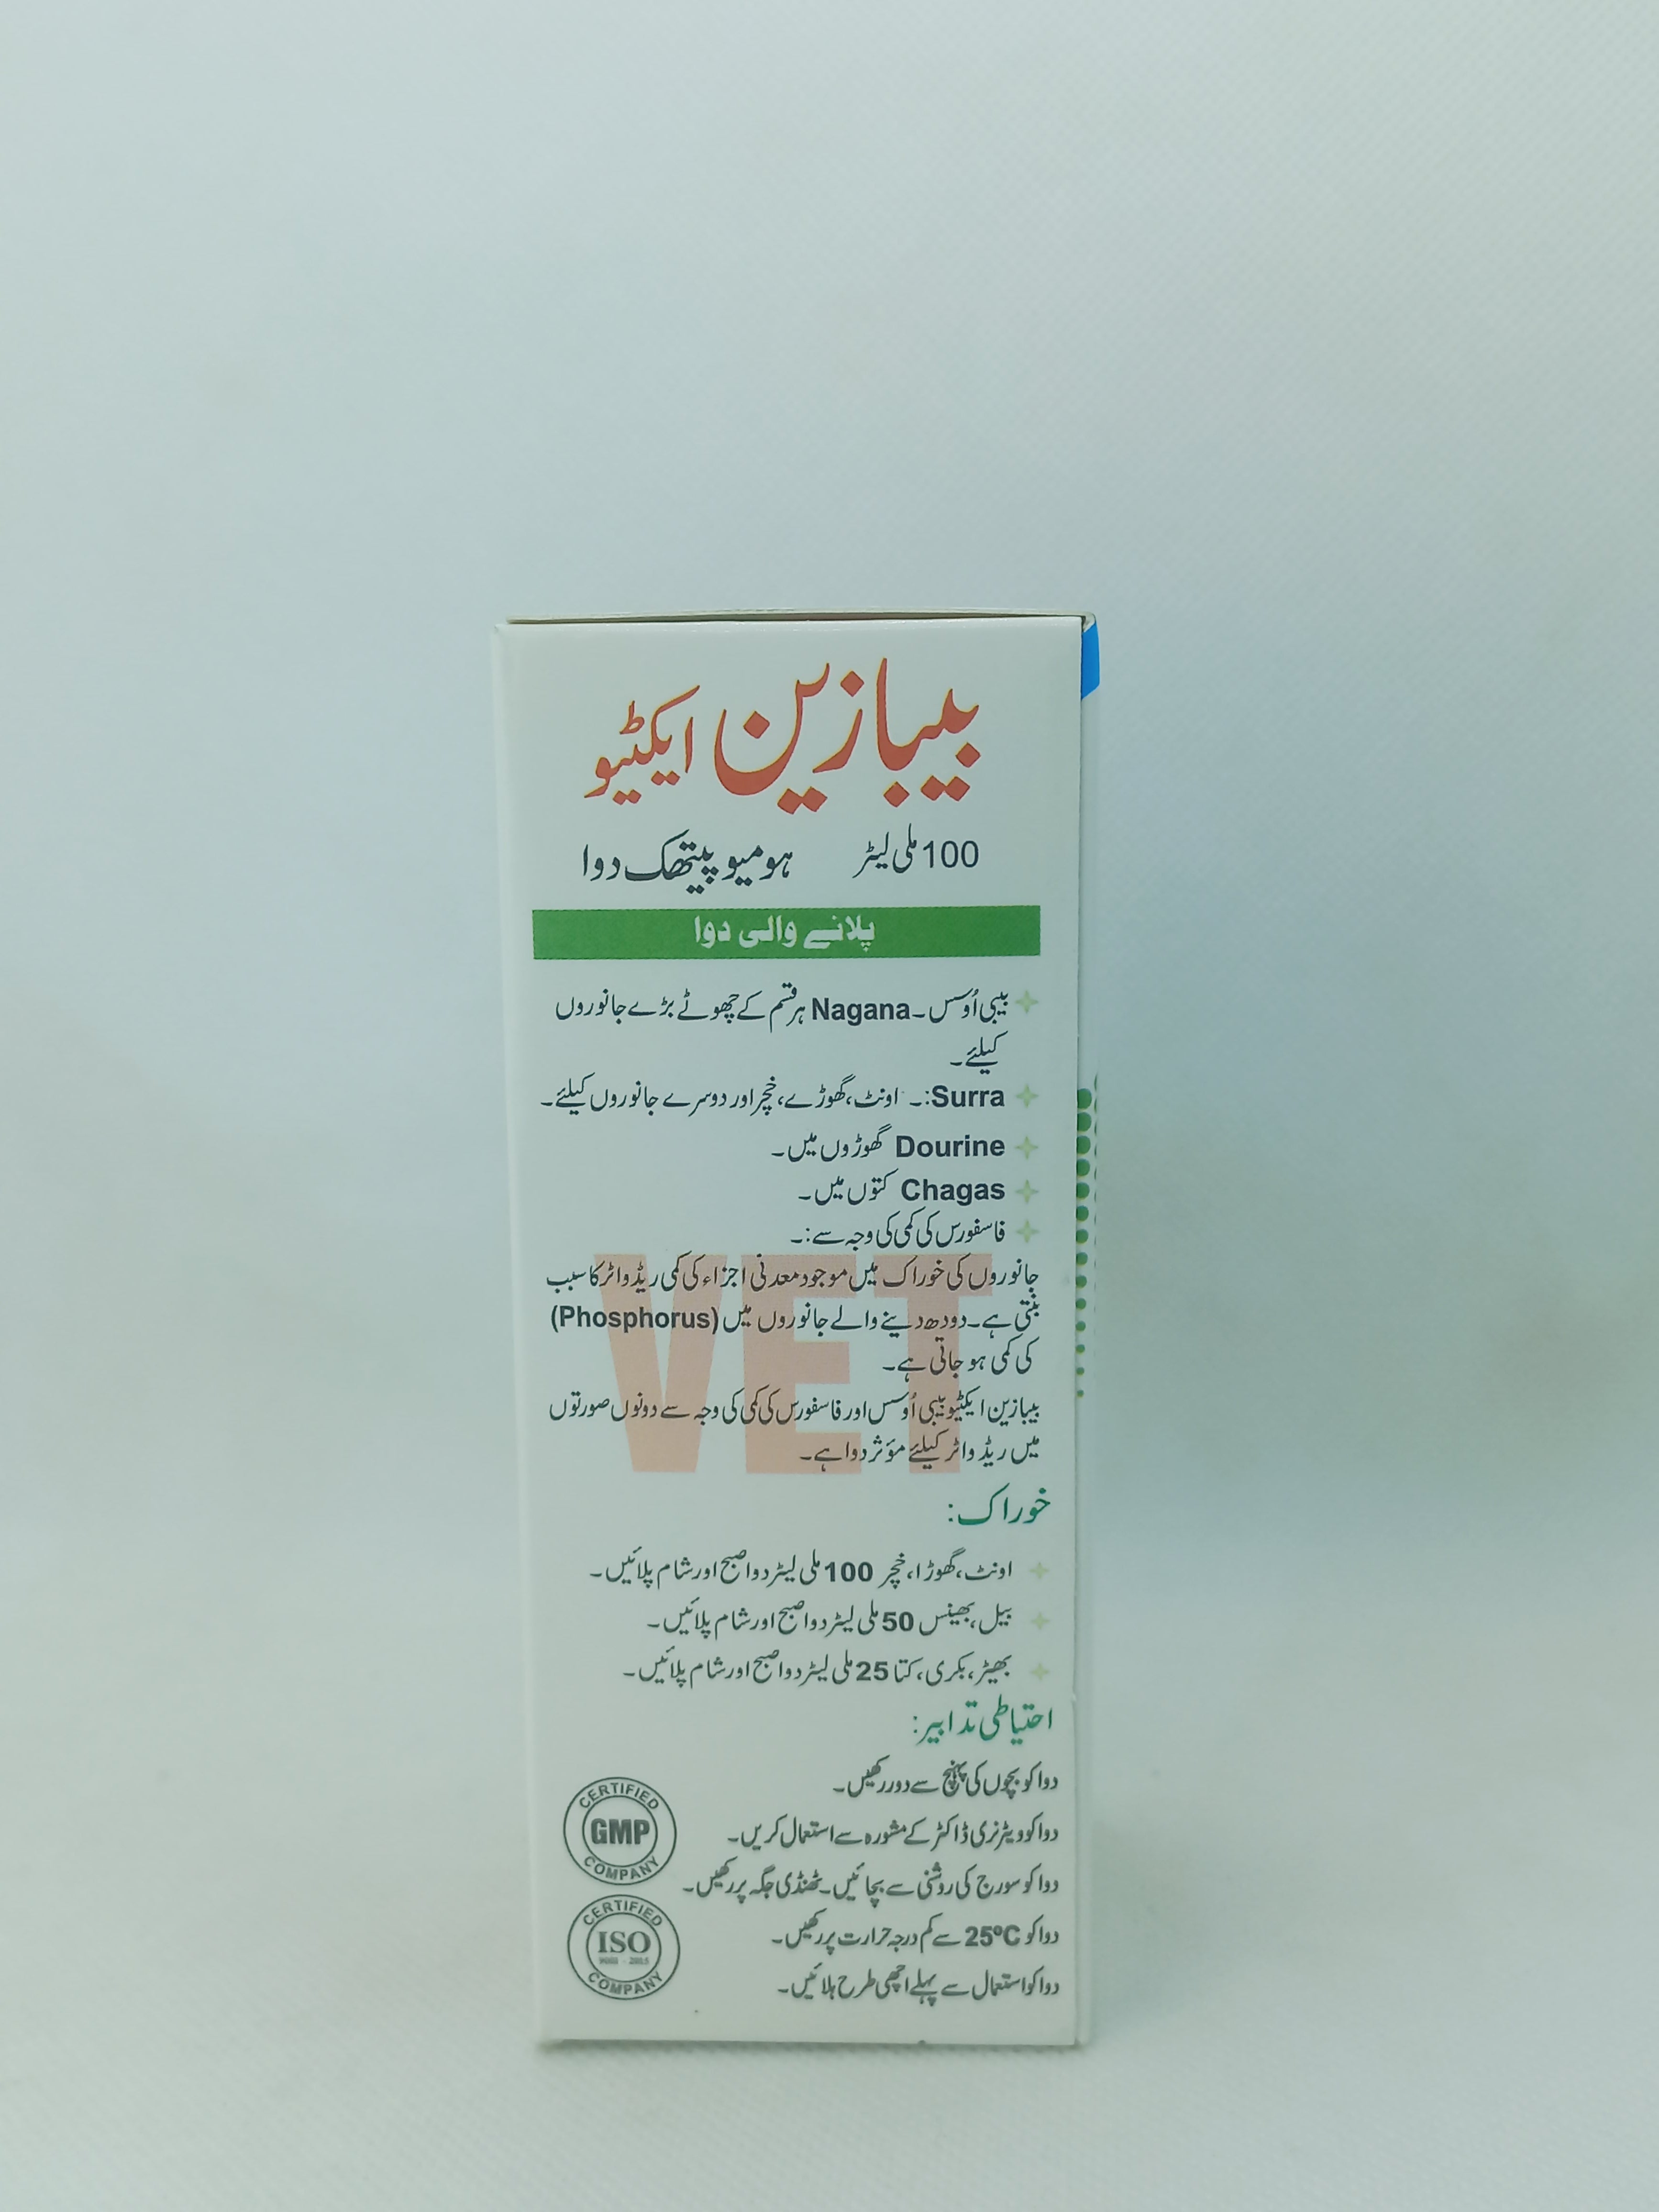 بیبازین ایکٹیو
100 ملی لیٹر ہومیوپیتھک دوا
پلانے والی دوا
بیبی اُوسس۔Nagana ہر قسم کے چھوٹے بڑے جانوروں
کیلئے۔
Surra:۔ اونٹ، گھوڑے، خچر اور دوسرے جانوروں کیلئے۔
Dourine گھوڑوں میں۔
Chagas کتوں میں۔
فاسفورس کی کمی کی وجہ سے:۔
جانوروں کی خوراک میں موجود معدنی اجزاء کی کمی ریڈ واٹر کا سبب
بنتی ہے۔ دودھ دینے والے جانوروں میں (Phosphorus)
کی کمی ہو جاتی ہے۔
بیبازین ایکٹیو بیبی اُوسس اور فاسفورس کی کمی کی وجہ سے دونوں صورتوں
میں ریڈ واٹر کیلئے مؤثر دوا ہے۔
VET
خوراک:
اونٹ، گھوڑا، خچر 100 ملی لیٹر دوا صبح اور شام پلائیں۔
بیل، بھینس 50 ملی لیٹر دوا صبح اور شام پلائیں۔
بھیڑ، بکری، کتا 25 ملی لیٹر دوا صبح اور شام پلائیں۔
احتیاطی تدابیر:
دوا کو بچوں کی پہنچ سے دور رکھیں۔
دوا کو ویٹرنری ڈاکٹر کے مشورہ سے استعمال کریں۔
دوا کو سورج کی روشنی سے بچائیں۔ ٹھنڈی جگہ پر رکھیں۔
دوا کو 25ºC سے کم درجہ حرارت پر رکھیں۔
دوا کو استعمال سے پہلے اچھی طرح ہلائیں۔
CERTIFIED
GMP
COMPANY
CERTIFIED
ISO
COMPANY